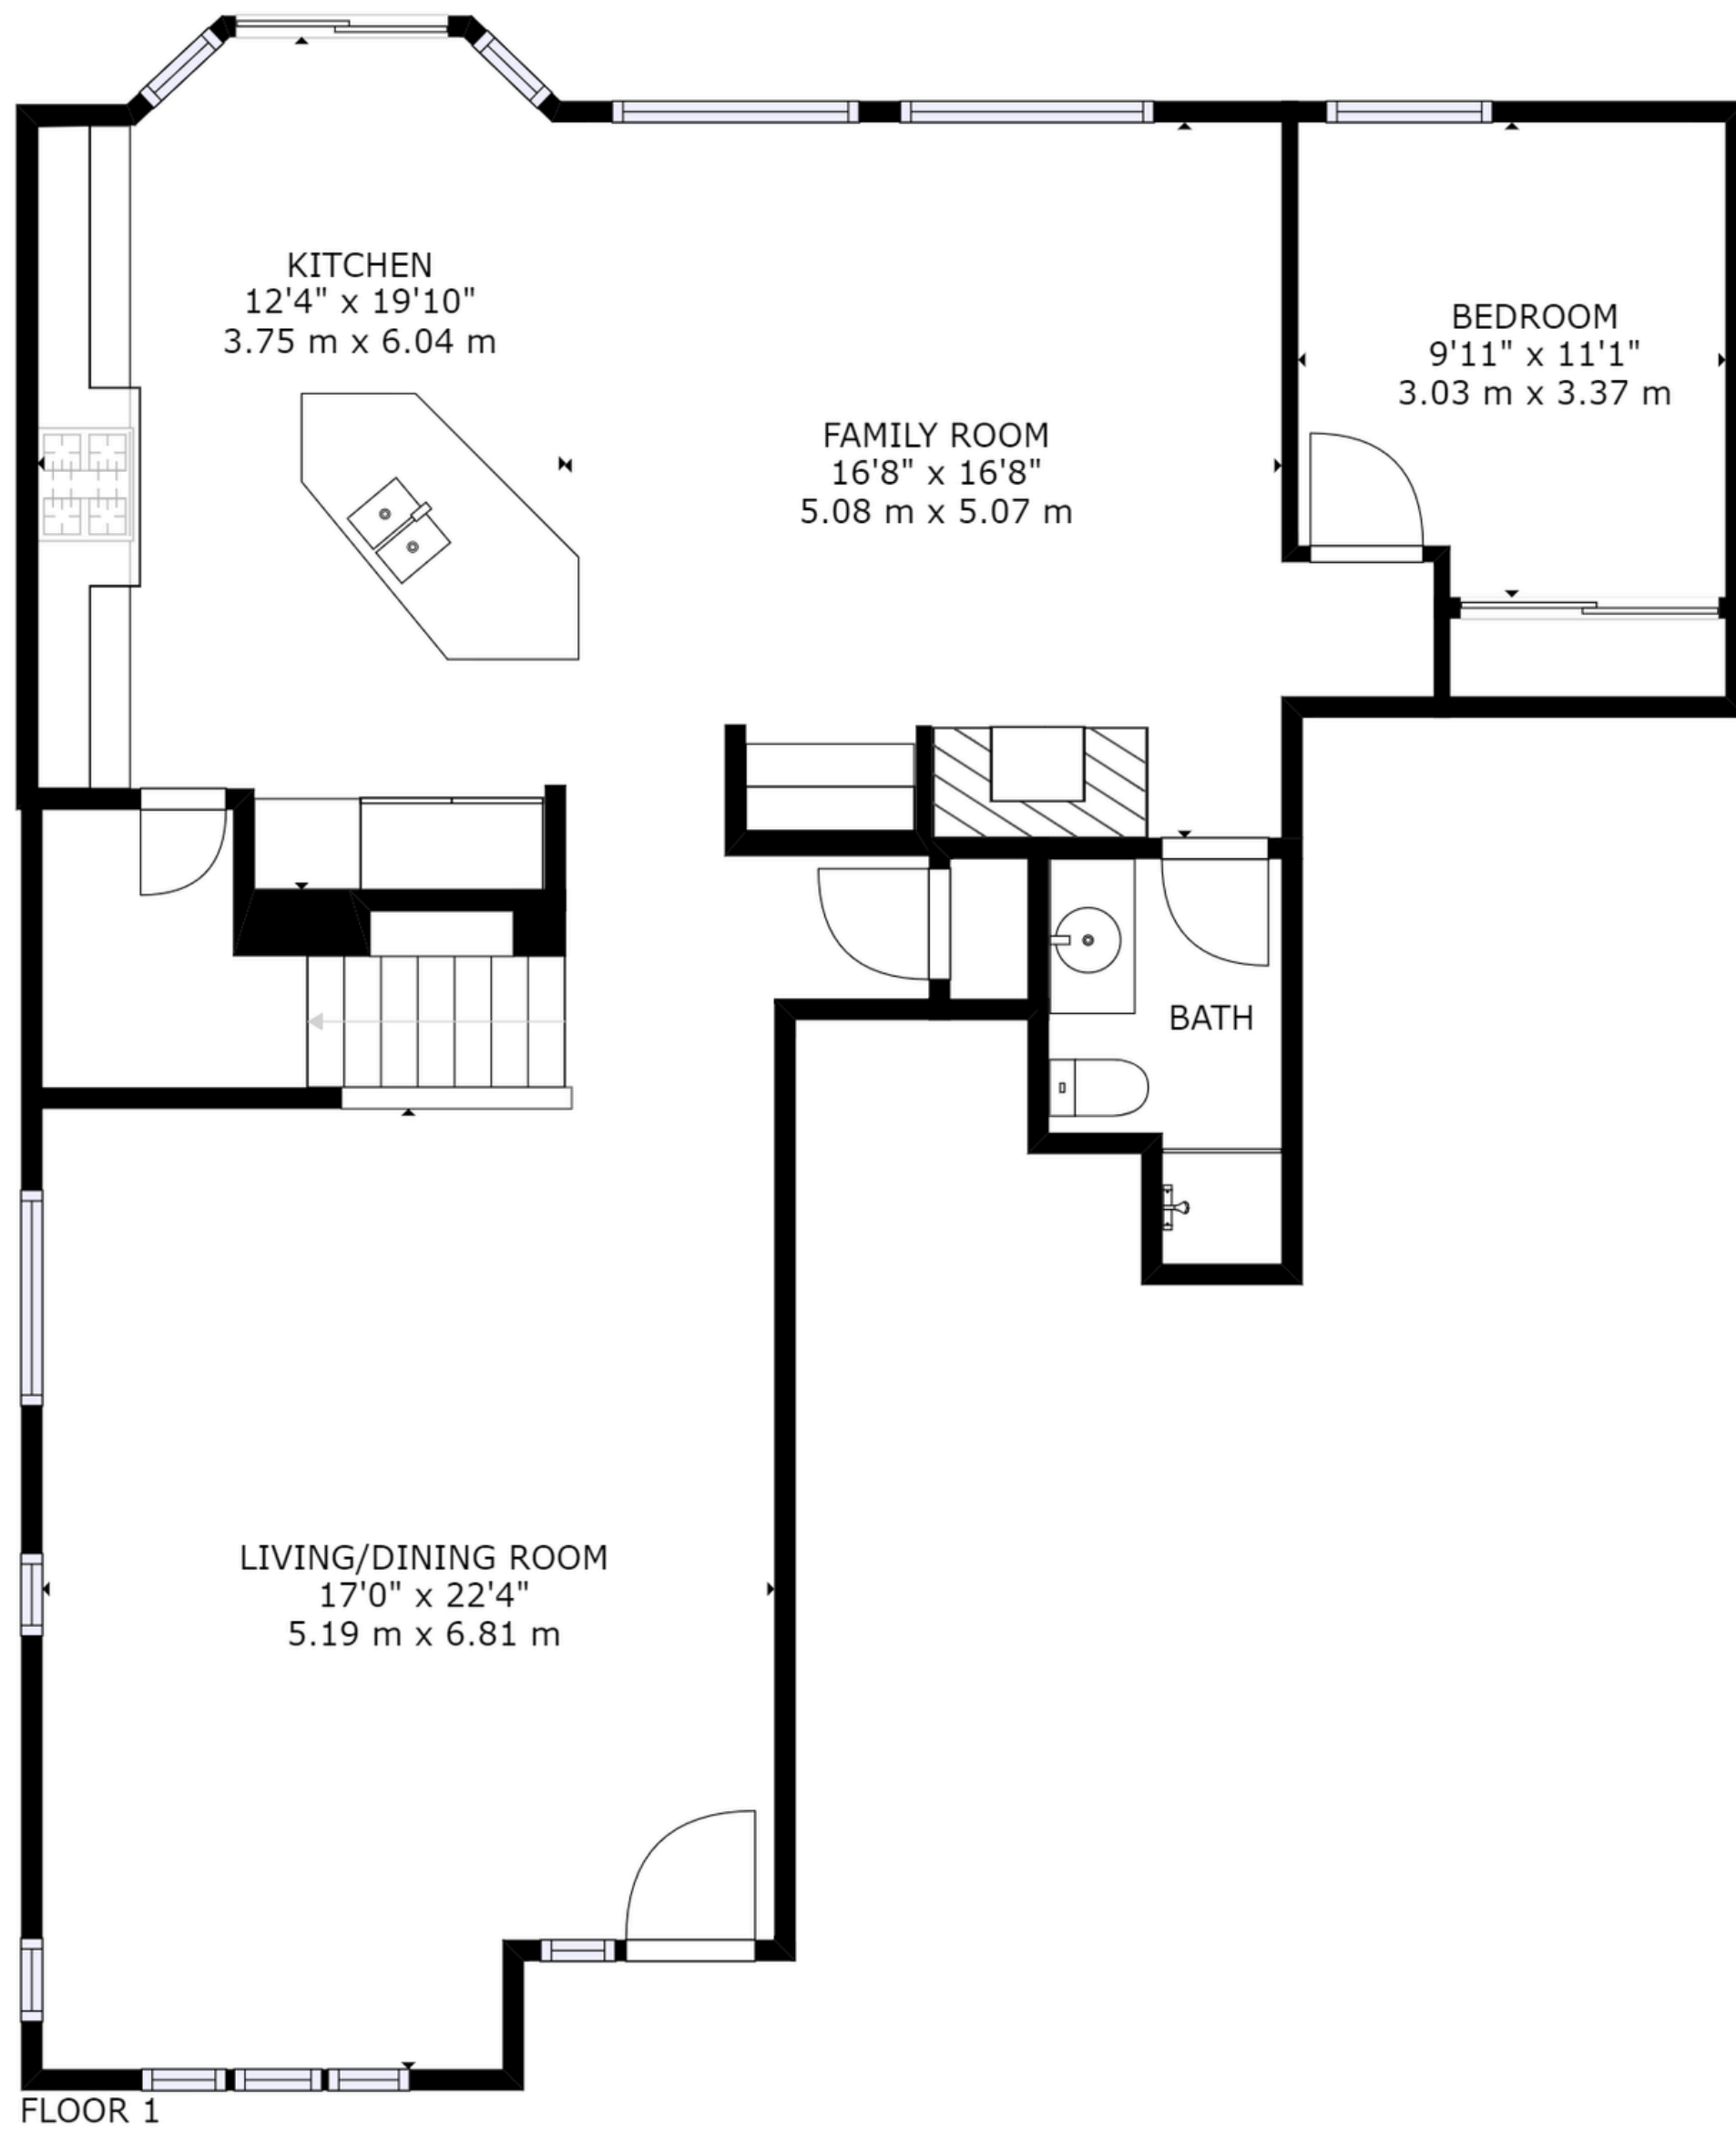 KITCHEN
12'4" x 19'10"
3.75 m x 6.04 m
BEDROOM
9'11" x 11'1"
3.03 m x 3.37 m
FAMILY ROOM
16'8" x 16'8"
5.08 m x 5.07 m
BATH
LIVING/DINING ROOM
17'0" x 22'4"
5.19 m x 6.81 m
FLOOR 1